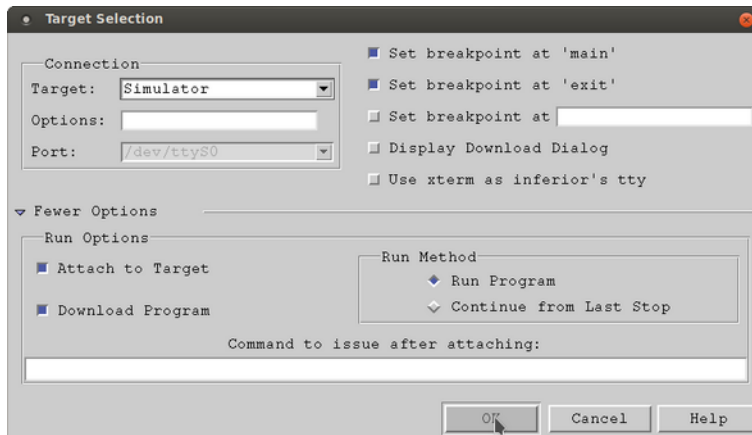 Target Selection
Connection
Target: Simulator
Options:
Port: /dev/ttyS0
Set breakpoint at 'main'
Set breakpoint at 'exit'
Set breakpoint at
Display Download Dialog
Use xterm as inferior's tty
Fewer Options
Run Options
Attach to Target
Download Program
Run Method
Run Program
Continue from Last Stop
Command to issue after attaching:
OK Cancel Help